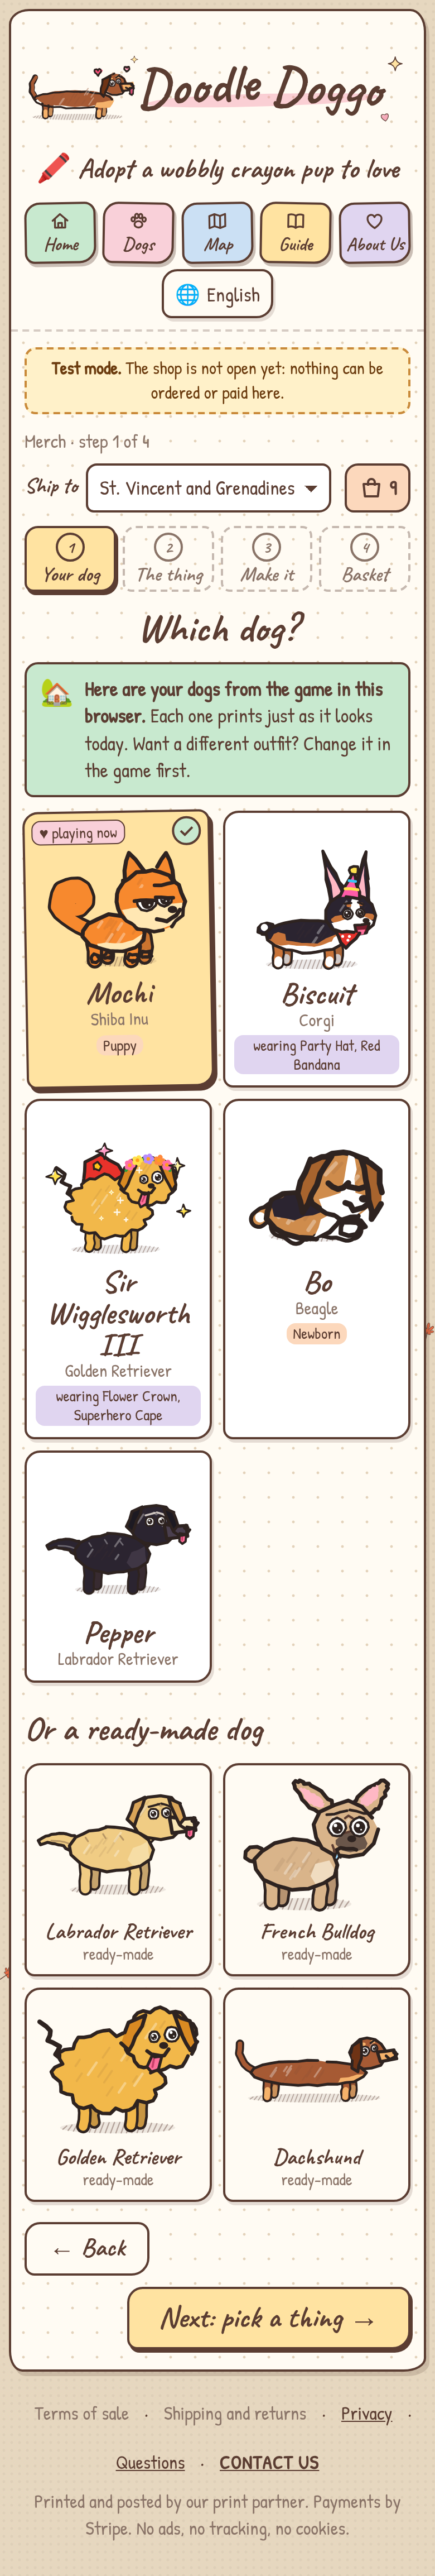 Doodle Doggo
Adopt a wobbly crayon pup to love
Home
Dogs
Map
Guide
About Us
English
Test mode. The shop is not open yet: nothing can be
ordered or paid here.
Merch · step 1 of 4
Ship to
St. Vincent and Grenadines
9
1
Your dog
2
The thing
3
Make it
4
Basket
Which dog?
Here are your dogs from the game in this
browser. Each one prints just as it looks
today. Want a different outfit? Change it in
the game first.
♥ playing now
Mochi
Shiba Inu
Puppy
Biscuit
Corgi
wearing Party Hat, Red
Bandana
Sir
Wigglesworth
III
Golden Retriever
wearing Flower Crown,
Superhero Cape
Bo
Beagle
Newborn
Pepper
Labrador Retriever
Or a ready-made dog
Labrador Retriever
ready-made
French Bulldog
ready-made
Golden Retriever
ready-made
Dachshund
ready-made
← Back
Next: pick a thing →
Terms of sale · Shipping and returns · Privacy ·
Questions · CONTACT US
Printed and posted by our print partner. Payments by
Stripe. No ads, no tracking, no cookies.